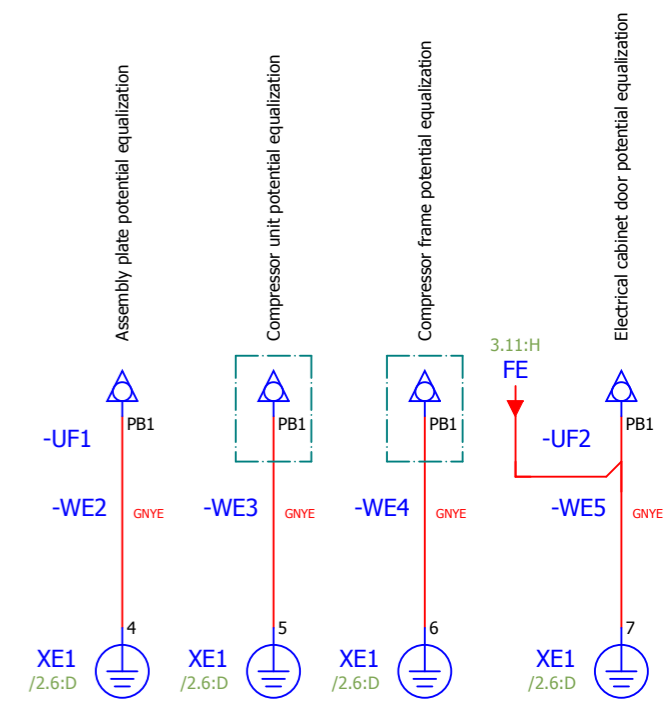 Assembly plate potential equalization
Compressor unit potential equalization
Compressor frame potential equalization
Electrical cabinet door potential equalization
3.11:H
FE
PB1
PB1
PB1
PB1
-UF1
-UF2
-WE2
GNYE
-WE3
GNYE
-WE4
GNYE
-WE5
GNYE
4
5
6
7
XE1
XE1
XE1
XE1
/2.6:D
/2.6:D
/2.6:D
/2.6:D